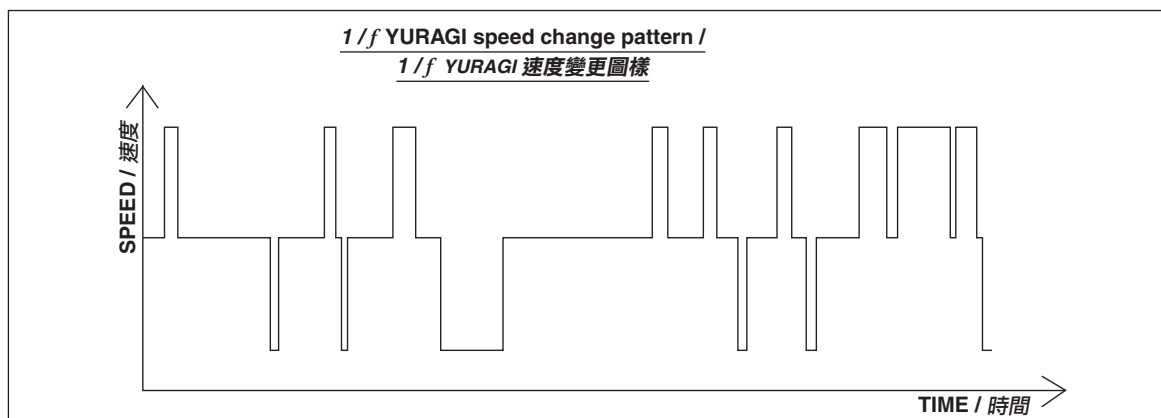 1/f YURAGI speed change pattern /
1/f YURAGI 速度變更圖樣
SPEED / 速度
TIME / 時間